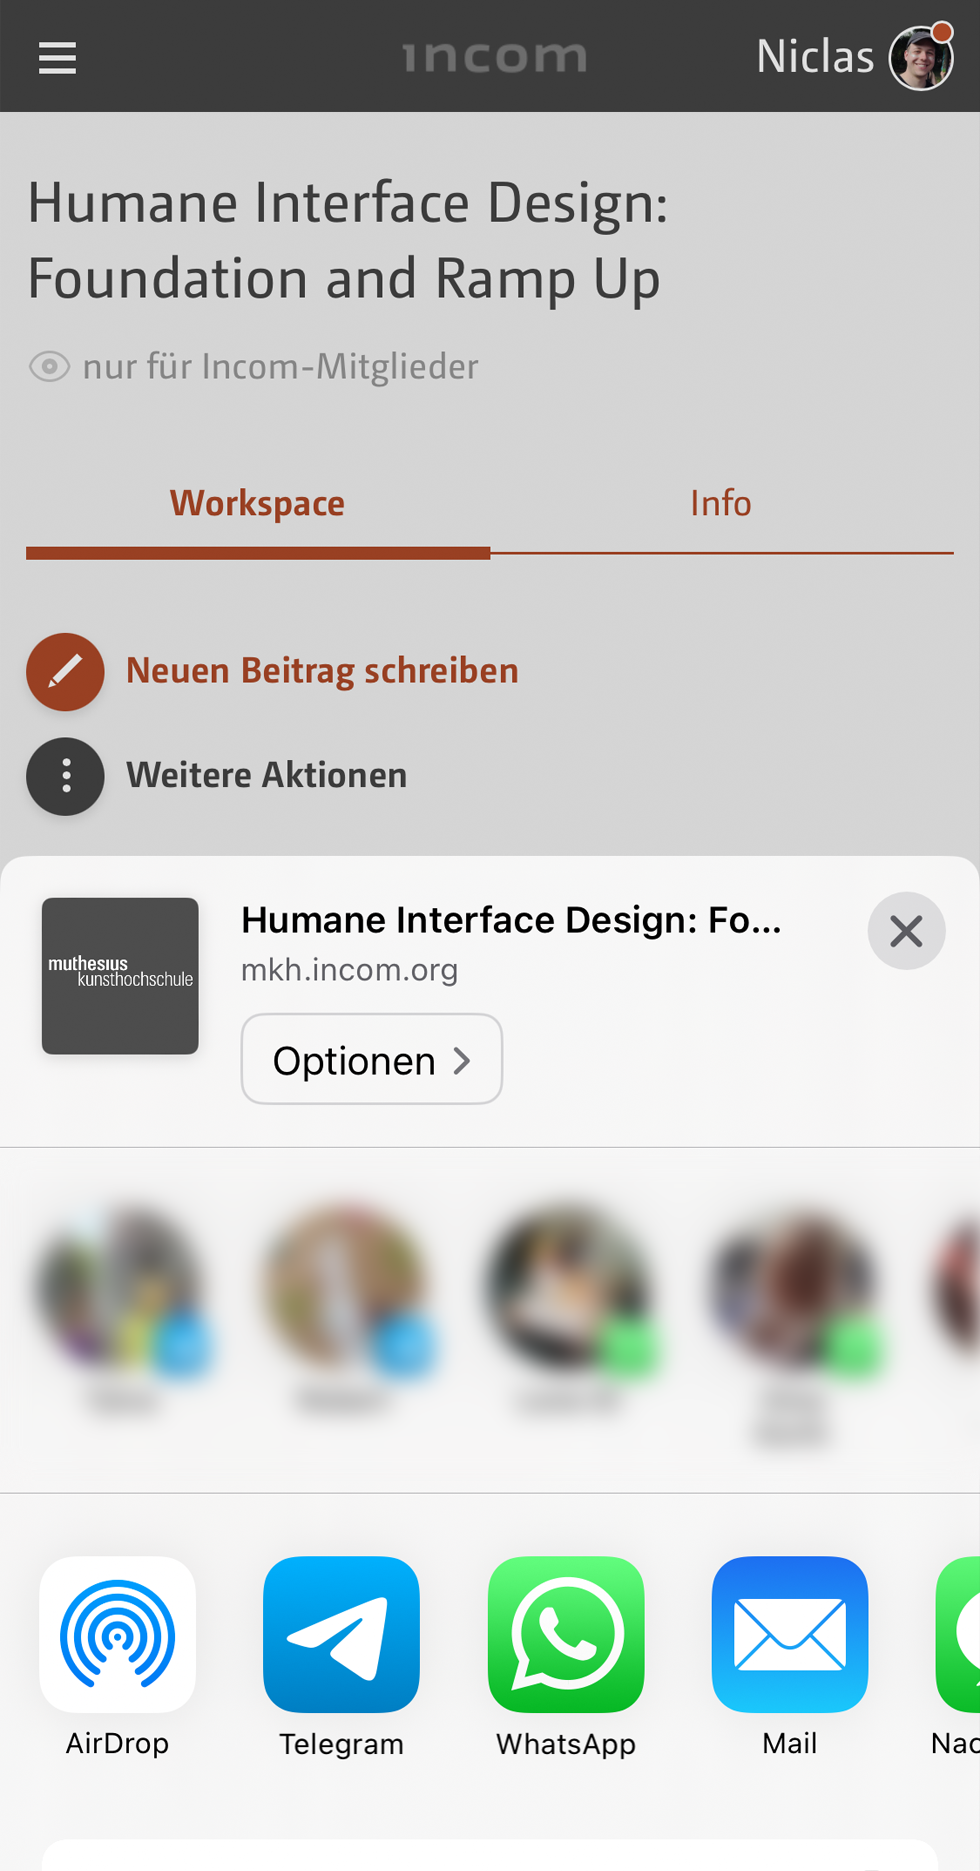 incom
Niclas
Humane Interface Design:
Foundation and Ramp Up
nur für Incom-Mitglieder
Workspace
Info
Neuen Beitrag schreiben
Weitere Aktionen
muthesius
kunsthochschule
Humane Interface Design: Fo...
mkh.incom.org
Optionen
AirDrop
Telegram
WhatsApp
Mail
Nac